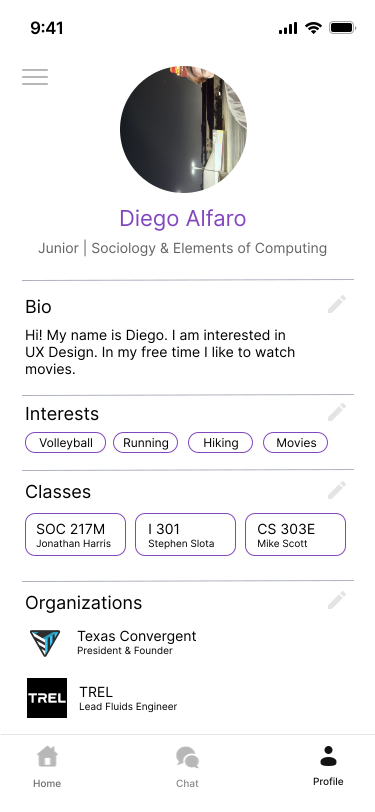 9:41
Diego Alfaro
Junior | Sociology & Elements of Computing
Bio
Hi! My name is Diego. I am interested in
UX Design. In my free time I like to watch
movies.
Interests
Volleyball Running Hiking Movies
Classes
SOC 217M I 301 CS 303E
Jonathan Harris Stephen Slota Mike Scott
Organizations
Texas Convergent
President & Founder
TREL
TREL
Lead Fluids Engineer
Home Chat Profile